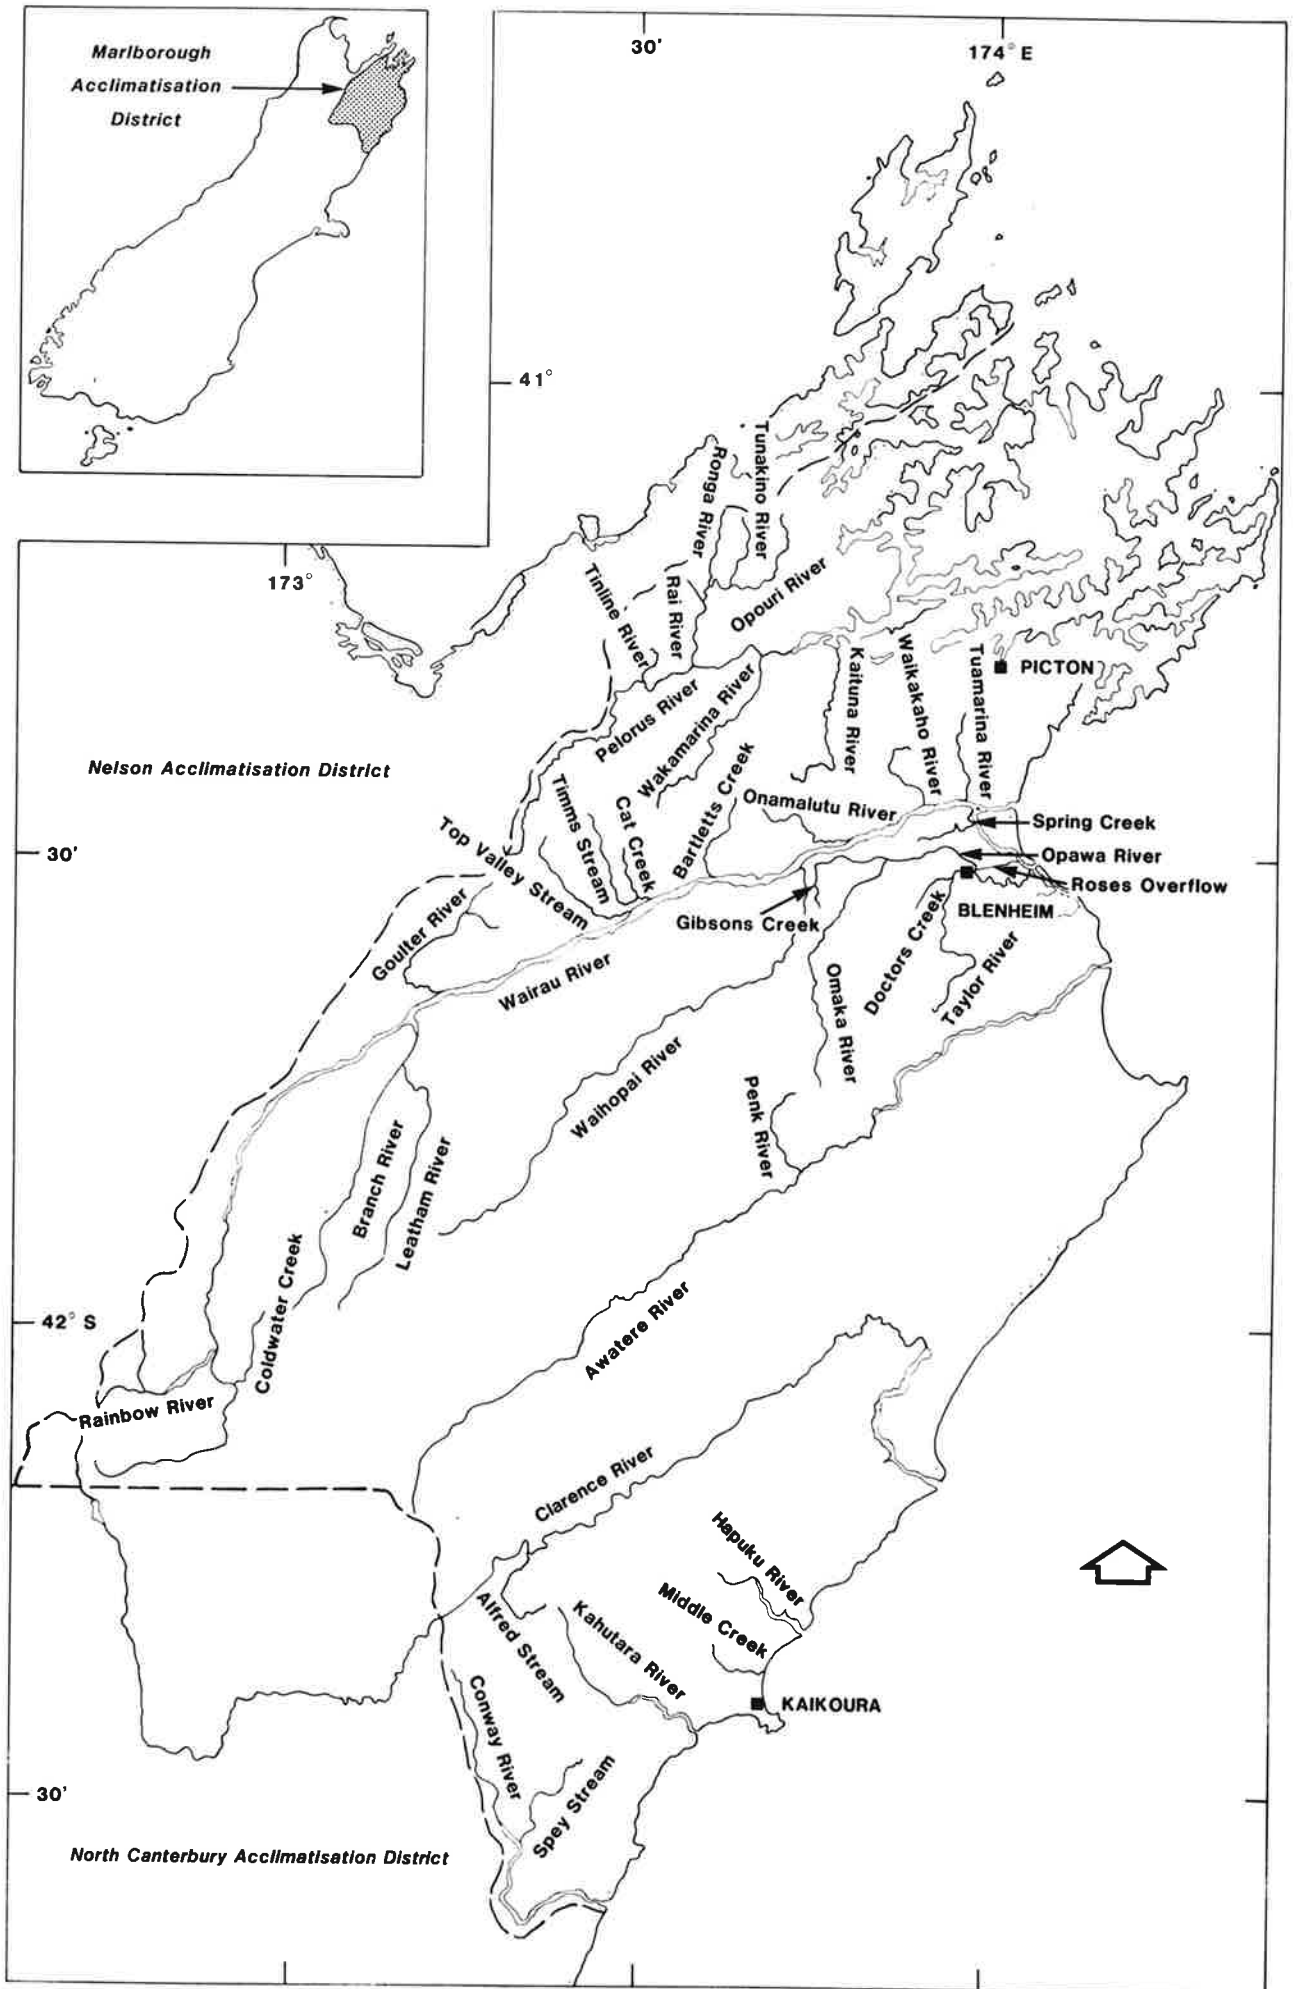 Marlborough
Acclimatisation
District
30'
174° E
41°
173°
Tunakino River
Ronga River
Tinline River
Rai River
Opouri River
Kaituna River
Waikakaho River
Tuamarina River
PICTON
Pelorus River
Wakamarina River
Nelson Acclimatisation District
Timms Stream
Cat Creek
Bartletts Creek
Onamalutu River
Top Valley Stream
Spring Creek
30'
Opawa River
Roses Overflow
BLENHEIM
Gibsons Creek
Goulter River
Wairau River
Doctors Creek
Taylor River
Omaka River
Waihopai River
Penk River
Branch River
Leatham River
Coldwater Creek
42° S
Awatere River
Rainbow River
Clarence River
Hapuku River
Middle Creek
Alfred Stream
Kahutara River
KAIKOURA
Conway River
Spey Stream
30'
North Canterbury Acclimatisation District